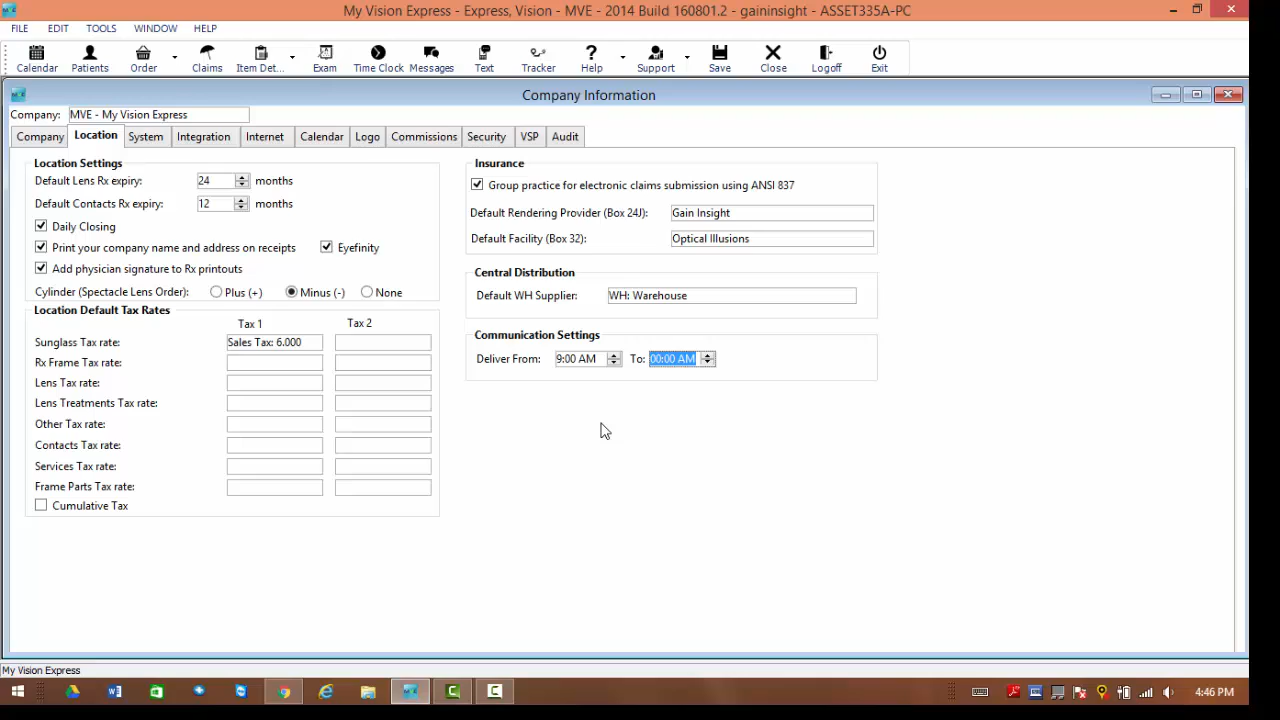 My Vision Express - Express, Vision - MVE - 2014 Build 160801.2 - gaininsight - ASSET335A-PC
FILE EDIT TOOLS WINDOW HELP
Calendar Patients Order Claims Item Det... Exam Time Clock Messages Text Tracker Help Support Save Close Logoff Exit
Company Information
Company: MVE - My Vision Express
Company Location System Integration Internet Calendar Logo Commissions Security VSP Audit
Location Settings
Default Lens Rx expiry: 24 months
Default Contacts Rx expiry: 12 months
Daily Closing
Print your company name and address on receipts Eyefinity
Add physician signature to Rx printouts
Cylinder (Spectacle Lens Order): Plus (+) Minus (-) None
Location Default Tax Rates
Tax 1 Tax 2
Sunglass Tax rate: Sales Tax: 6.000
Rx Frame Tax rate:
Lens Tax rate:
Lens Treatments Tax rate:
Other Tax rate:
Contacts Tax rate:
Services Tax rate:
Frame Parts Tax rate:
Cumulative Tax
Insurance
Group practice for electronic claims submission using ANSI 837
Default Rendering Provider (Box 24J): Gain Insight
Default Facility (Box 32): Optical Illusions
Central Distribution
Default WH Supplier: WH: Warehouse
Communication Settings
Deliver From: 9:00 AM To: 00:00 AM
My Vision Express
4:46 PM